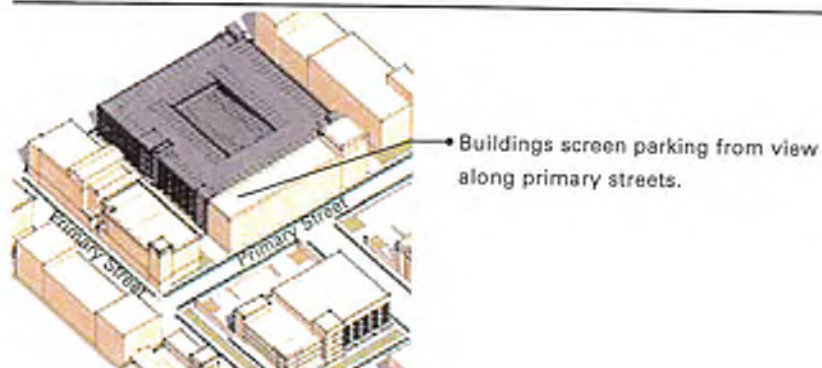 Buildings screen parking from view
along primary streets.
Primary Street
Primary Street